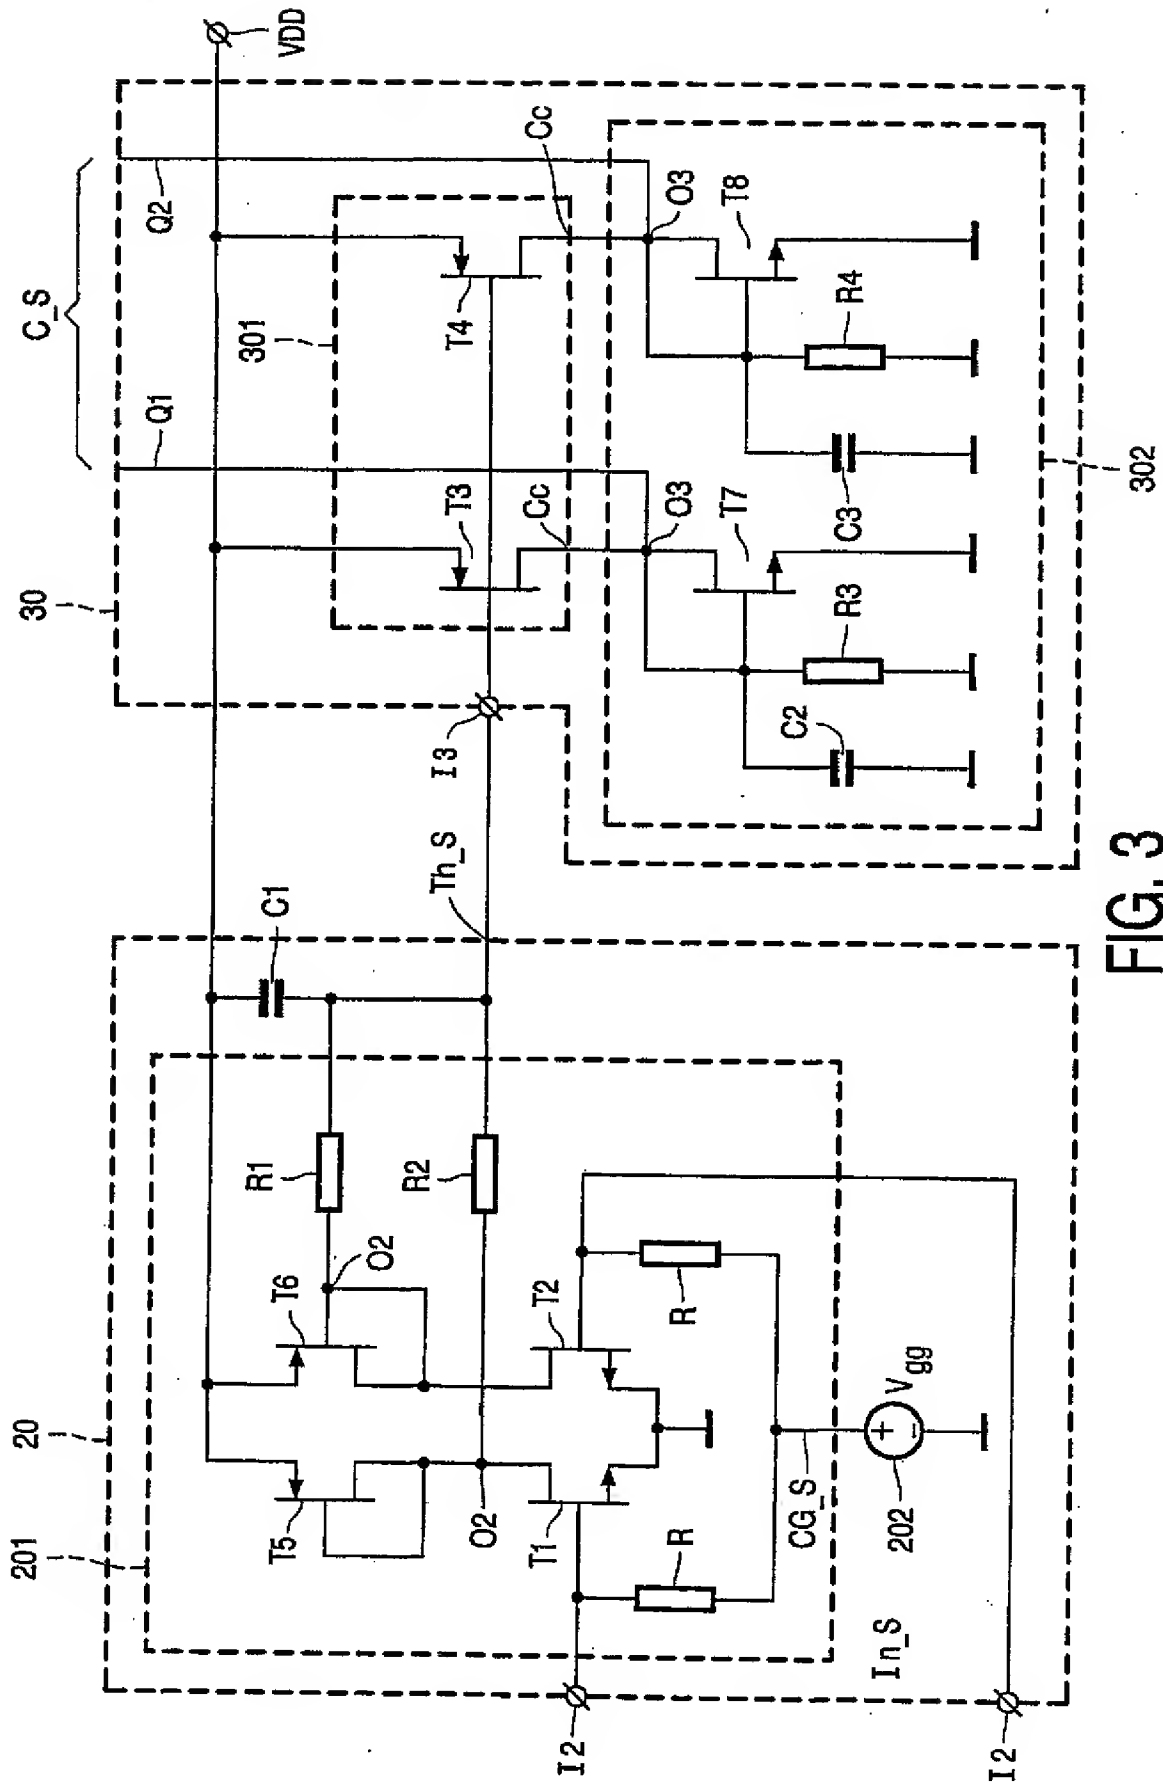 C_S
Q1
Q2
VDD
30
301
T3
T4
Cc
Cc
I3
Th_S
O3
O3
T7
T8
C2
R3
C3
R4
302
20
201
C1
R1
R2
T5
T6
O2
O2
T1
T2
R
R
CG_S
202
Vgg
In_S
I2
I2
FIG. 3